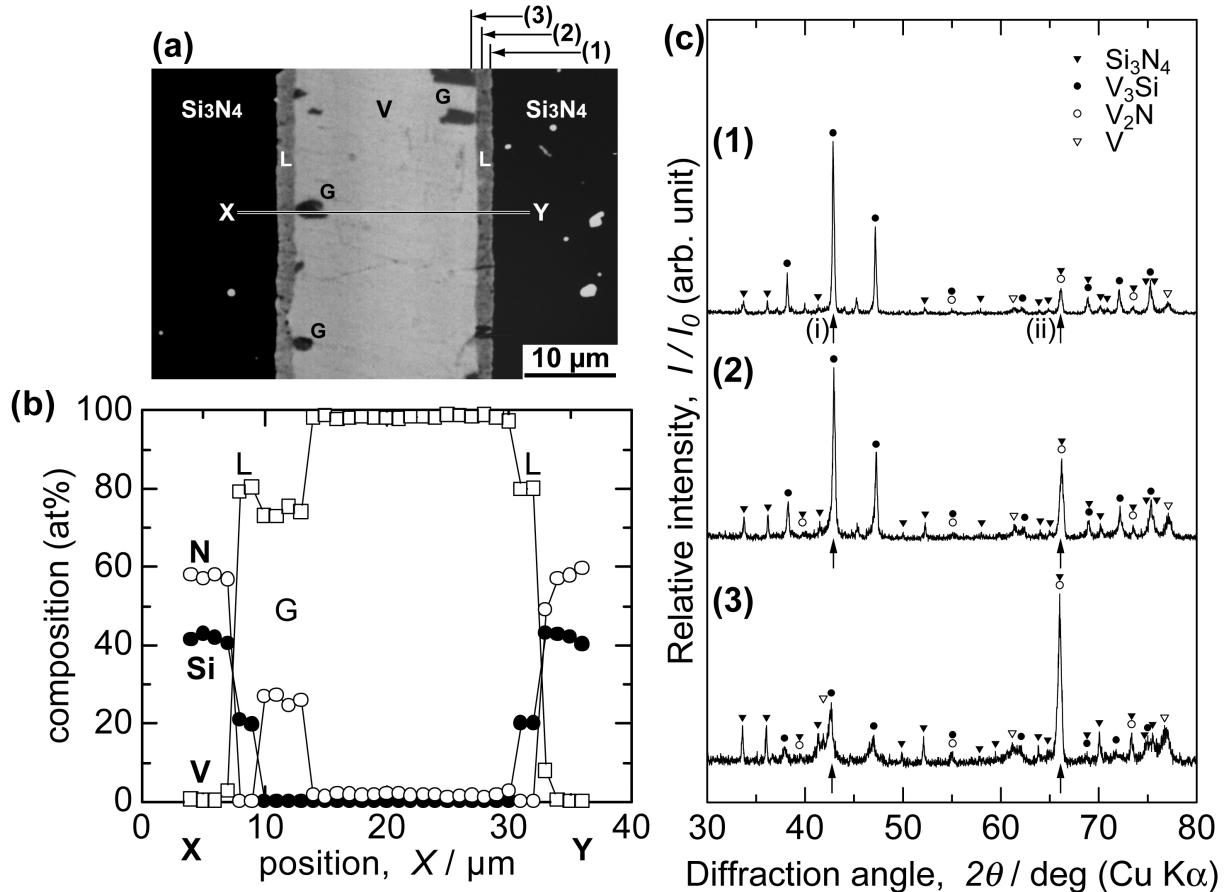 (a)
(3)
(2)
(1)
Si3N4
V
G
Si3N4
L
L
G
X
Y
G
10 μm
(b)
composition (at%)
100
80
60
40
20
0
L
L
N
G
Si
V
0
10
20
30
40
X
Y
position, X / μm
(c)
Relative intensity, I / I0 (arb. unit)
▼ Si3N4
● V3Si
○ V2N
▽ V
(1)
(i)
(ii)
(2)
(3)
30
40
50
60
70
80
Diffraction angle, 2θ / deg (Cu Kα)